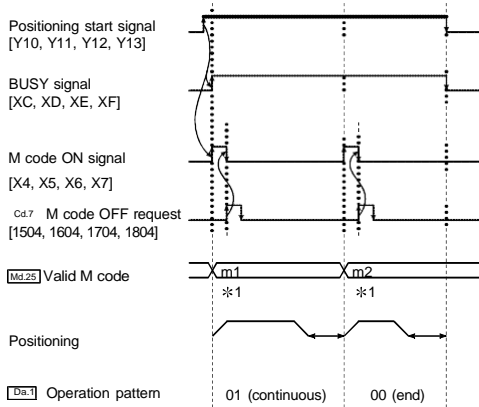 Positioning start signal
[Y10, Y11, Y12, Y13]
BUSY signal
[XC, XD, XE, XF]
M code ON signal
[X4, X5, X6, X7]
Cd.7 M code OFF request
[1504, 1604, 1704, 1804]
Md.25 Valid M code m1 m2
*1 *1
Positioning
Da.1 Operation pattern 01 (continuous) 00 (end)